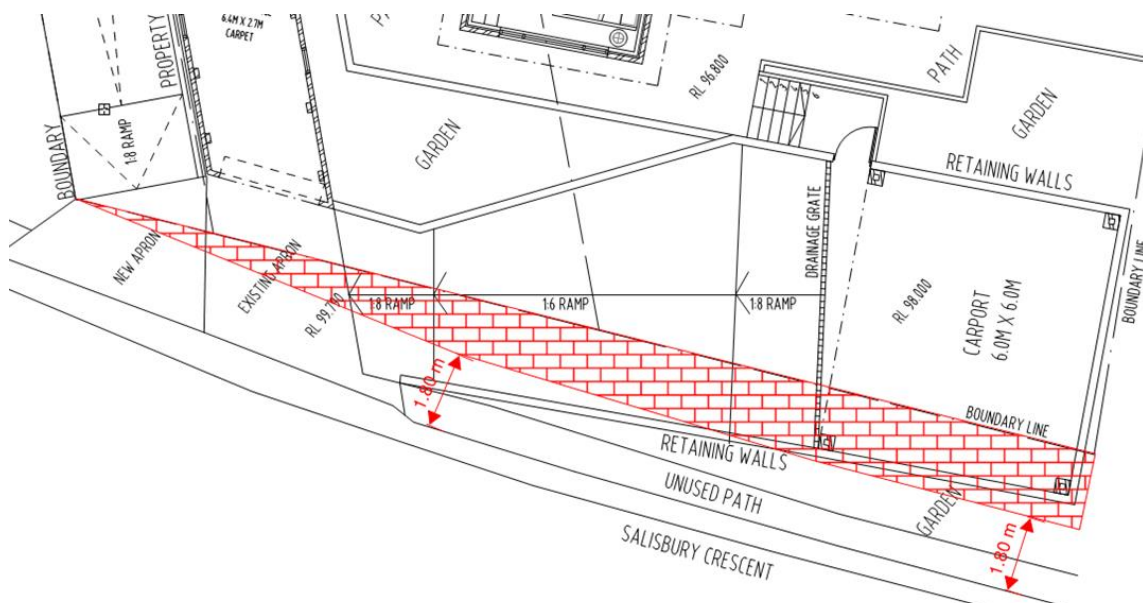 6.4M X 2.7M
CARPET
PROPERTY
BOUNDARY
1:8 RAMP
GARDEN
RL 96.800
PATH
GARDEN
RETAINING WALLS
DRAINAGE GRATE
BOUNDARY LINE
NEW APRON
EXISTING APRON
RL 99.700
1:8 RAMP
1:6 RAMP
1:8 RAMP
RL 98.000
CARPORT
6.0M X 6.0M
BOUNDARY LINE
1.80 m
RETAINING WALLS
UNUSED PATH
GARDEN
SALISBURY CRESCENT
1.80 m